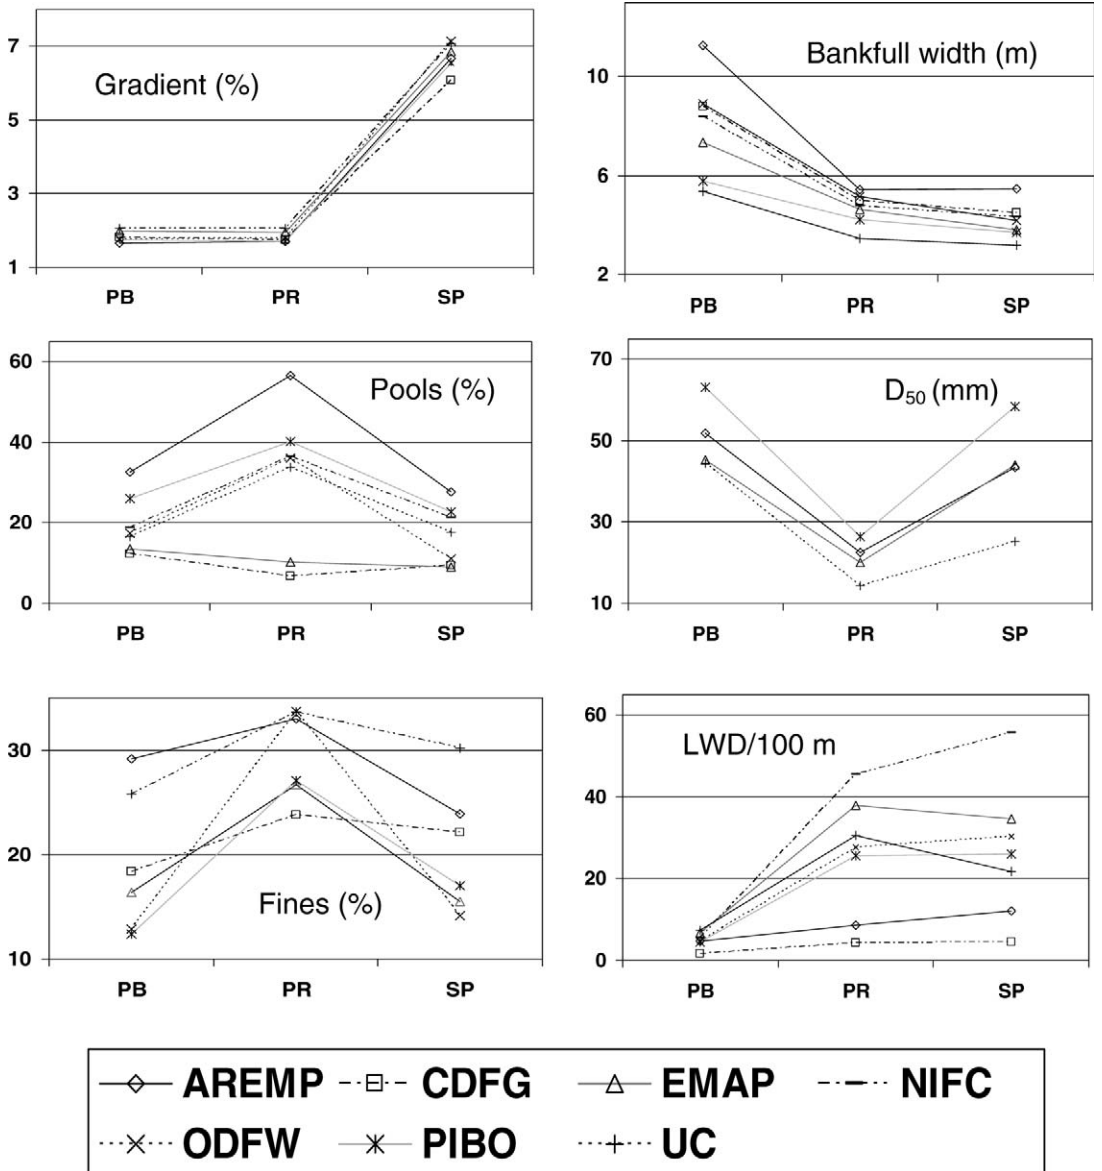 Gradient (%)
7
5
3
1
PB PR SP
Bankfull width (m)
10
6
2
PB PR SP
Pools (%)
60
40
20
0
PB PR SP
D₅₀ (mm)
70
50
30
10
PB PR SP
Fines (%)
30
20
10
PB PR SP
LWD/100 m
60
40
20
0
PB PR SP
AREMP CDFG EMAP NIFC
ODFW PIBO UC